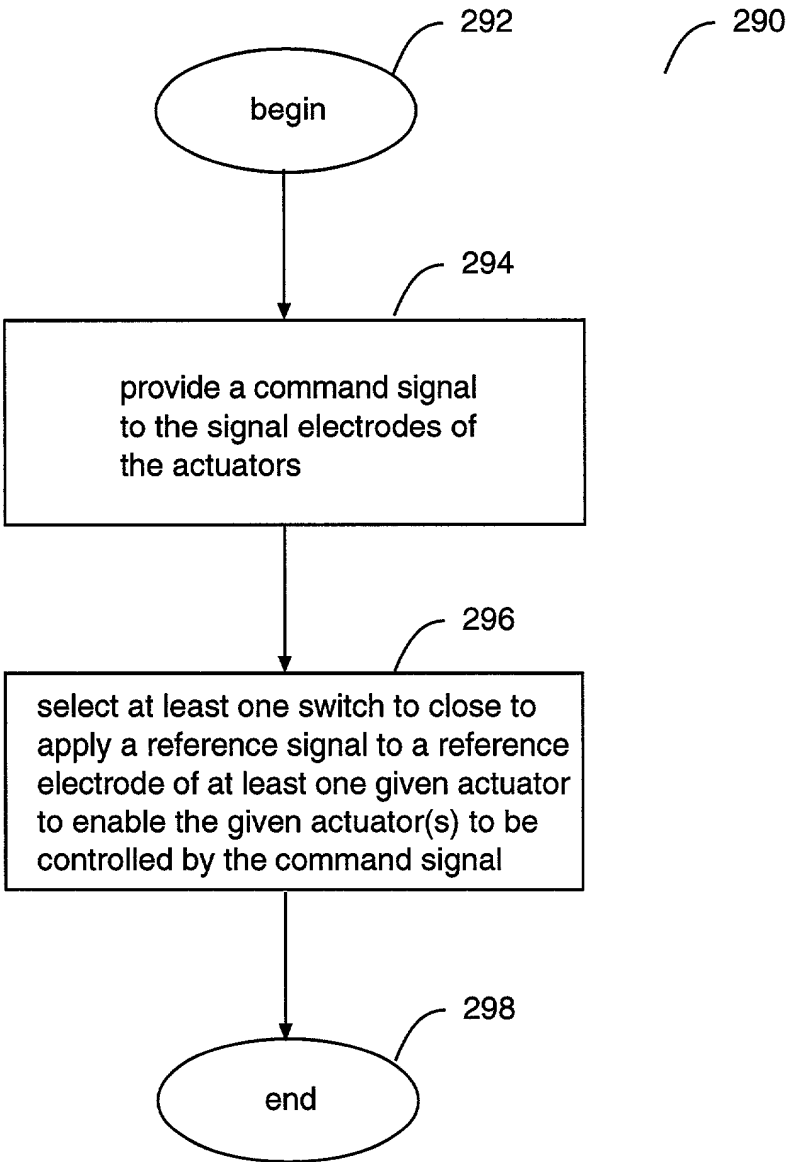 292
290
begin
294
provide a command signal
to the signal electrodes of
the actuators
296
select at least one switch to close to
apply a reference signal to a reference
electrode of at least one given actuator
to enable the given actuator(s) to be
controlled by the command signal
298
end